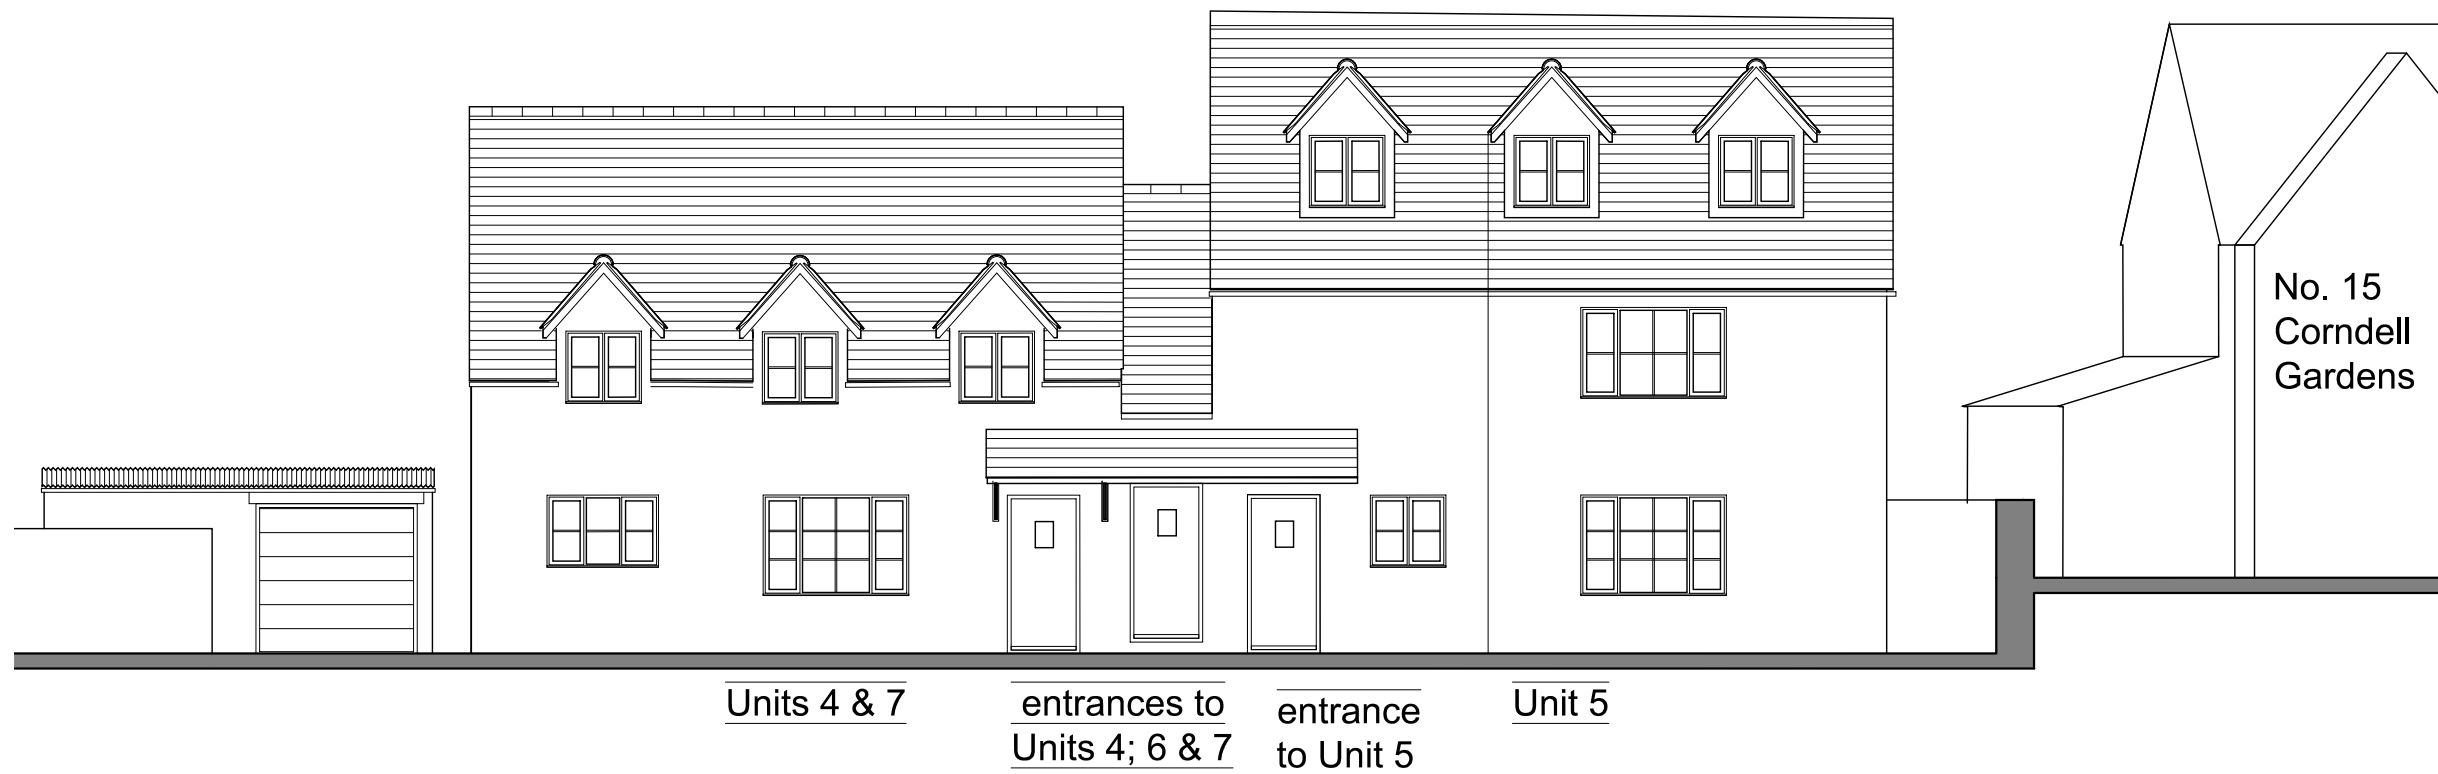 No. 15
Corndell
Gardens
Units 4 & 7
entrances to
Units 4; 6 & 7
entrance
to Unit 5
Unit 5